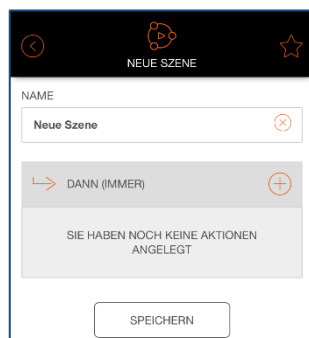 NEUE SZENE
NAME
Neue Szene
DANN (IMMER)
SIE HABEN NOCH KEINE AKTIONEN
ANGELEGT
SPEICHERN